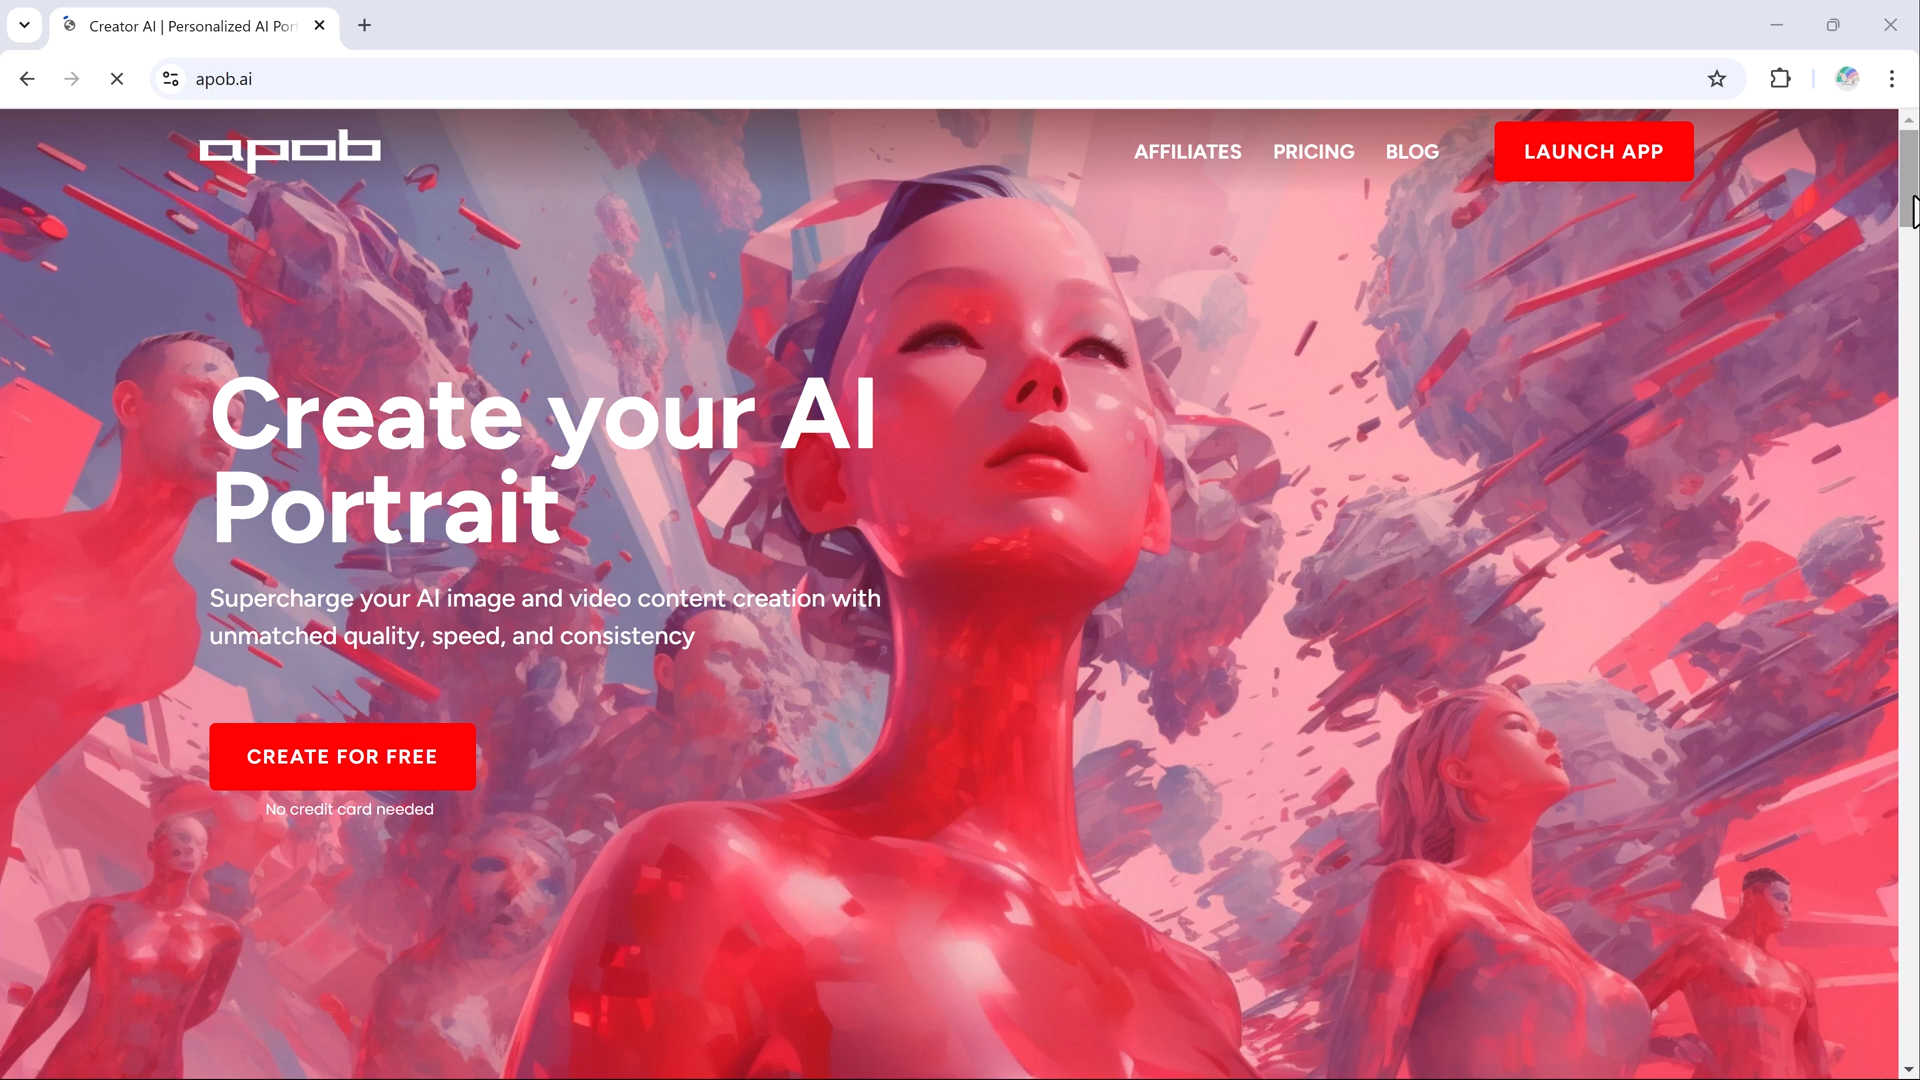 Creator AI | Personalized AI Por
apob.ai
apob
AFFILIATES
PRICING
BLOG
LAUNCH APP
Create your AI
Portrait
Supercharge your AI image and video content creation with
unmatched quality, speed, and consistency
CREATE FOR FREE
No credit card needed